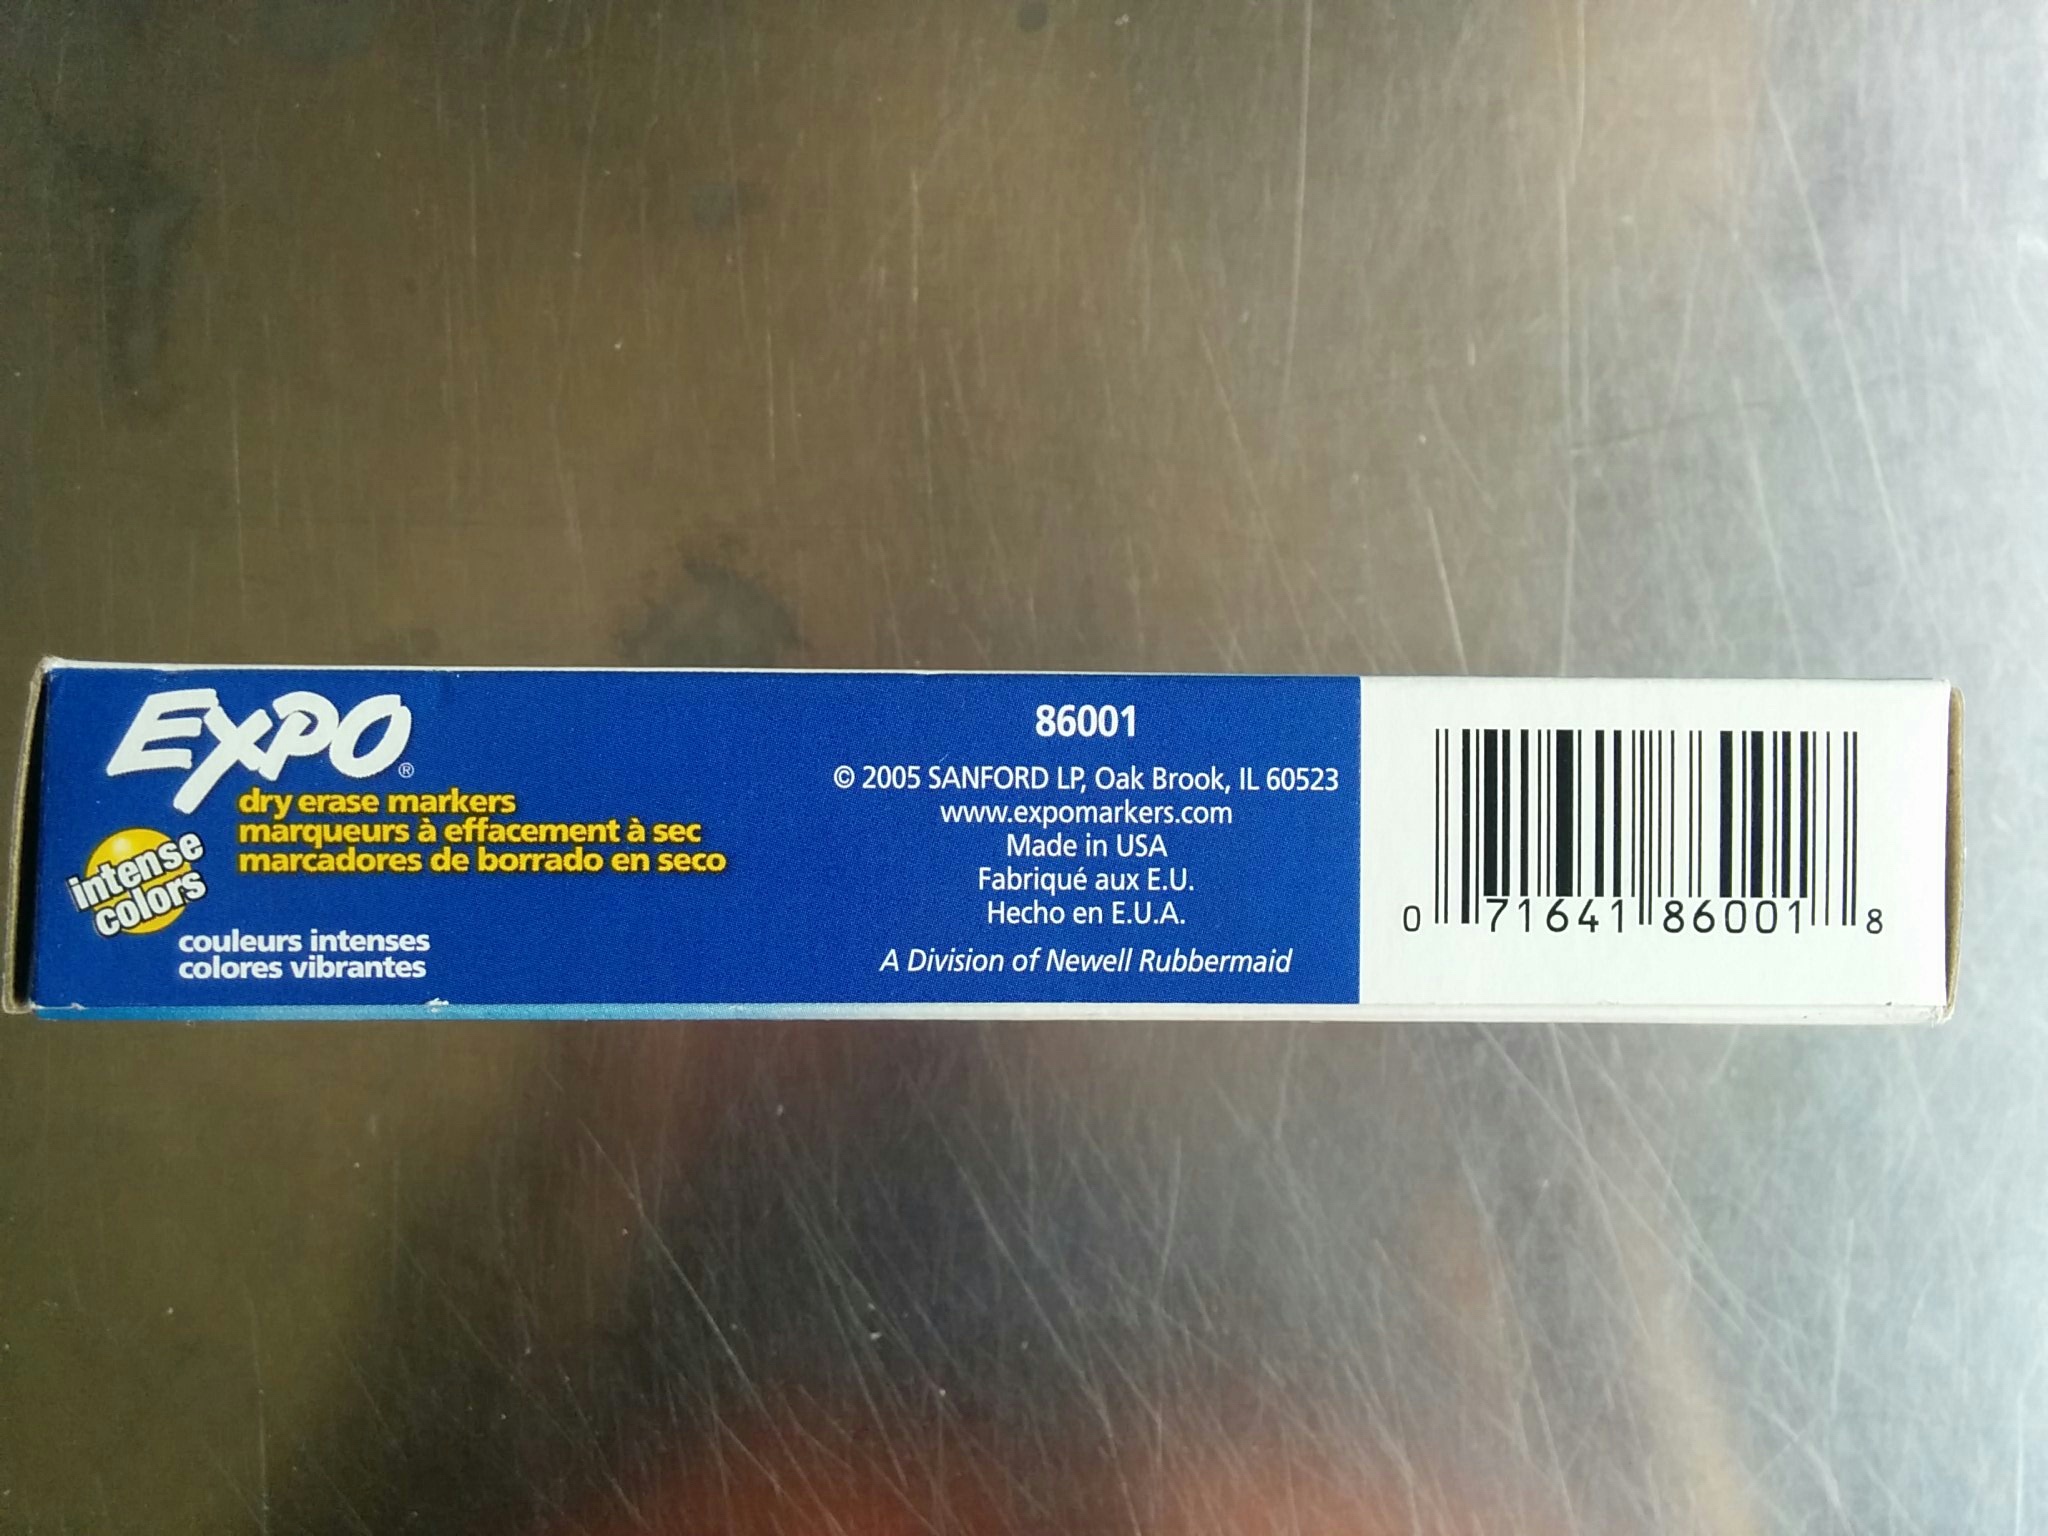 EXPO®
dry erase markers
marqueurs à effacement à sec
marcadores de borrado en seco
intense
colors
couleurs intenses
colores vibrantes
86001
© 2005 SANFORD LP, Oak Brook, IL 60523
www.expomarkers.com
Made in USA
Fabriqué aux E.U.
Hecho en E.U.A.
A Division of Newell Rubbermaid
0 71641 86001 8